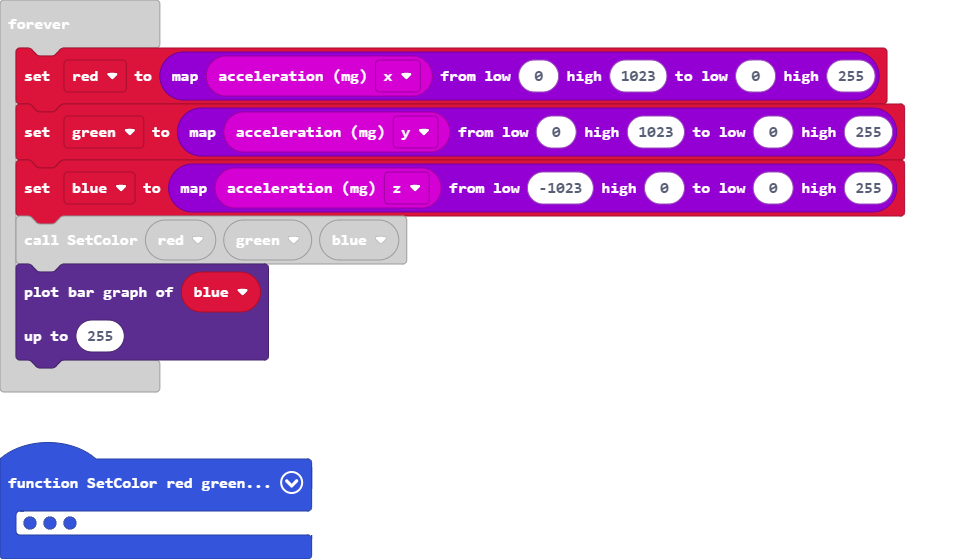 forever
set red to map acceleration (mg) x from low 0 high 1023 to low 0 high 255
set green to map acceleration (mg) y from low 0 high 1023 to low 0 high 255
set blue to map acceleration (mg) z from low -1023 high 0 to low 0 high 255
call SetColor red green blue
plot bar graph of blue
up to 255
function SetColor red green...